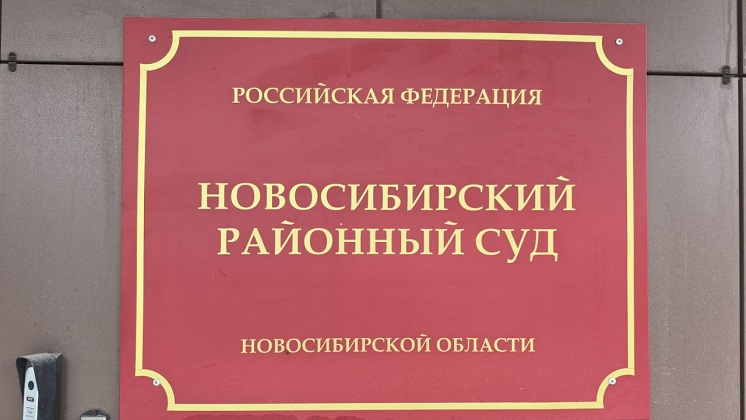 РОССИЙСКАЯ ФЕДЕРАЦИЯ
НОВОСИБИРСКИЙ
РАЙОННЫЙ СУД
НОВОСИБИРСКОЙ ОБЛАСТИ